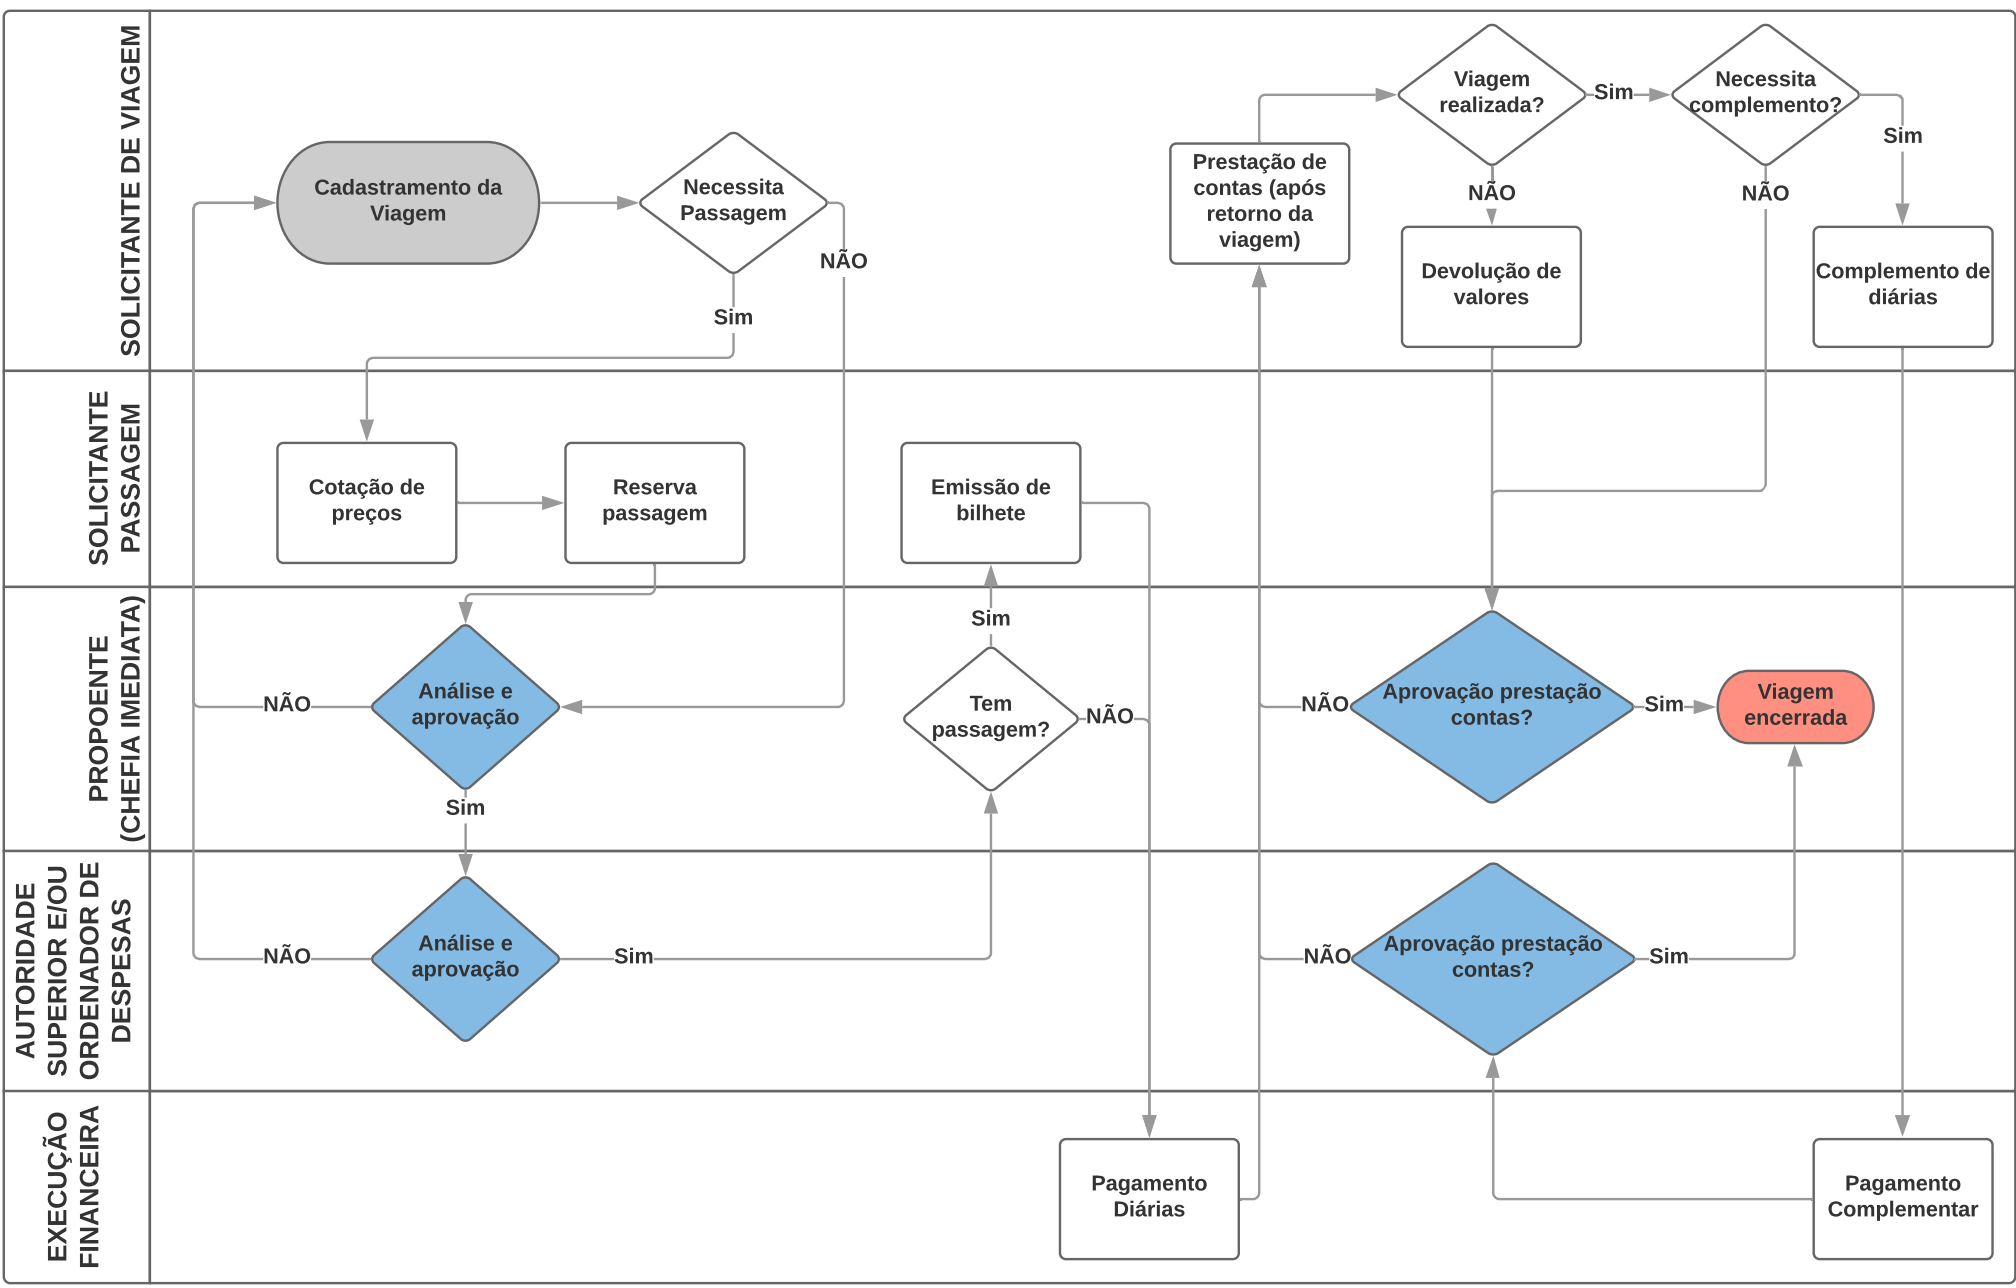 SOLICITANTE DE VIAGEM
Cadastramento da
Viagem
Necessita
Passagem
NÃO
Sim
Prestação de
contas (após
retorno da
viagem)
Viagem
realizada?
Sim
NÃO
Necessita
complemento?
Sim
NÃO
Devolução de
valores
Complemento de
diárias
SOLICITANTE
PASSAGEM
Cotação de
preços
Reserva
passagem
Emissão de
bilhete
PROPOENTE
(CHEFIA IMEDIATA)
NÃO
Análise e
aprovação
Sim
Sim
Tem
passagem?
NÃO
NÃO
Aprovação prestação
contas?
Sim
Viagem
encerrada
AUTORIDADE
SUPERIOR E/OU
ORDENADOR DE
DESPESAS
NÃO
Análise e
aprovação
Sim
NÃO
Aprovação prestação
contas?
Sim
EXECUÇÃO
FINANCEIRA
Pagamento
Diárias
Pagamento
Complementar